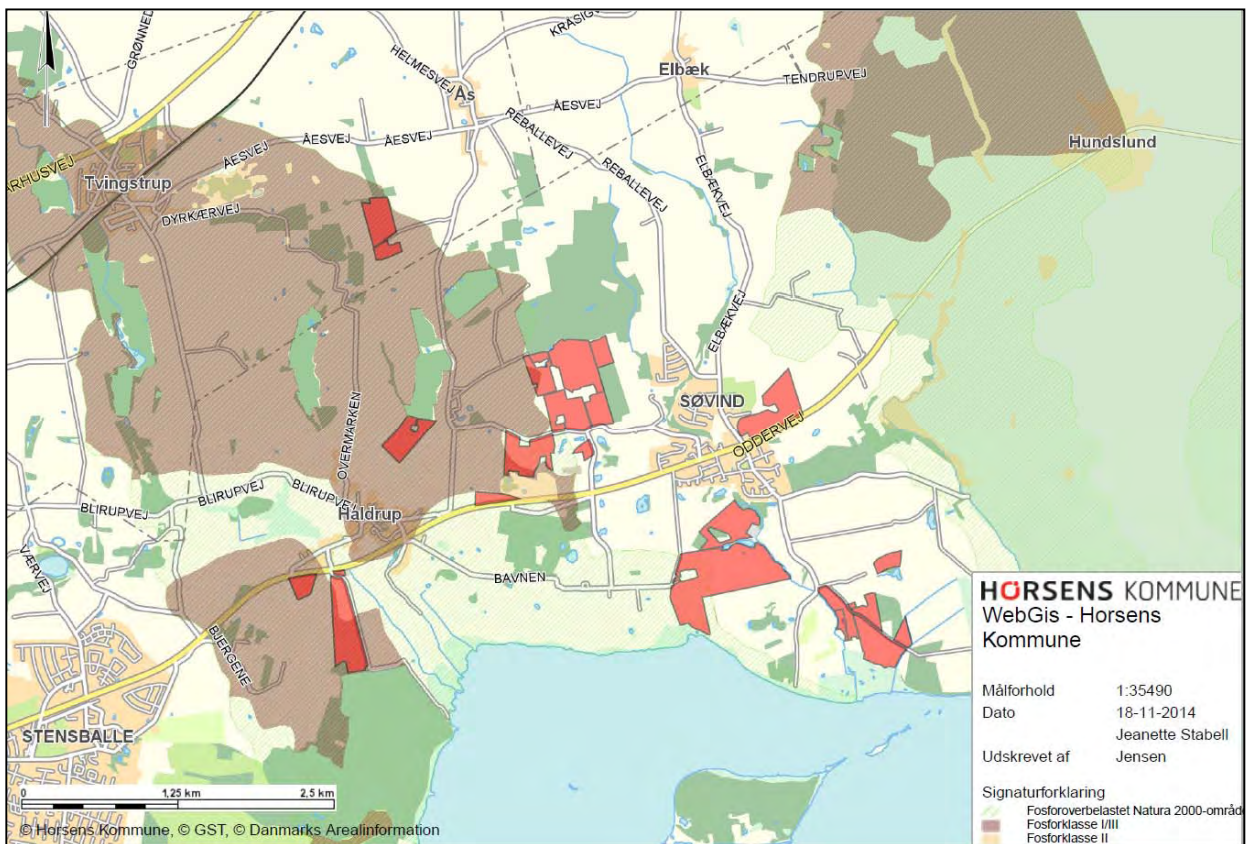 GRØNNED
HELMESVEJ
KRÅSIG
Elbæk
TENDRUPVEJ
Ås
ÅESVEJ
REBALLEVEJ
ÅESVEJ
ÅESVEJ
ÅESVEJ
Hundslund
ARHUSVEJ
Tvingstrup
REBALLEVEJ
ELBÆKVEJ
DYRKÆRVEJ
ELBÆKVEJ
SØVIND
ODDERVEJ
OVERMARKEN
BLIRUPVEJ
BLIRUPVEJ
BLIRUPVEJ
Haldrup
VÆRVEJ
BAVNEN
BJERGENE
STENSBALLE
HORSENS KOMMUNE
WebGis - Horsens
Kommune
Målforhold 1:35490
Dato 18-11-2014
Jeanette Stabell
Udskrevet af Jensen
Signaturforklaring
Fosforoverbelastet Natura 2000-områd
Fosforklasse I/III
Fosforklasse II
0 1,25 km 2,5 km
© Horsens Kommune, © GST, © Danmarks Arealinformation